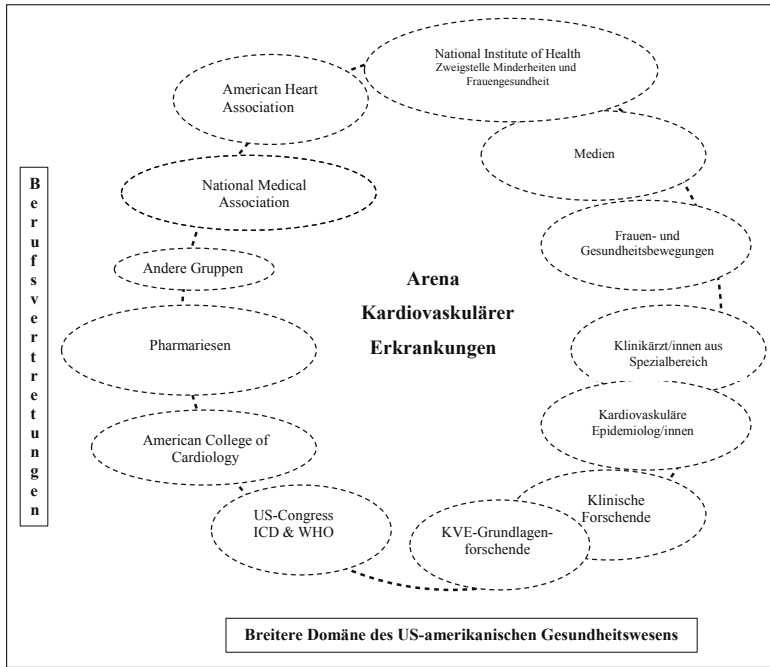 National Institute of Health
Zweigstelle Minderheiten und
Frauengesundheit
American Heart
Association
Medien
National Medical
Association
Frauen- und
Gesundheitsbewegungen
Andere Gruppen
Arena
Kardiovaskulärer
Erkrankungen
Pharmariesen
Klinikärzt/innen aus
Spezialbereich
Kardiovaskuläre
Epidemiolog/innen
American College of
Cardiology
Klinische
Forschende
US-Congress
ICD & WHO
KVE-Grundlagen-
forschende
Berufsvertretungen
Breitere Domäne des US-amerikanischen Gesundheitswesens